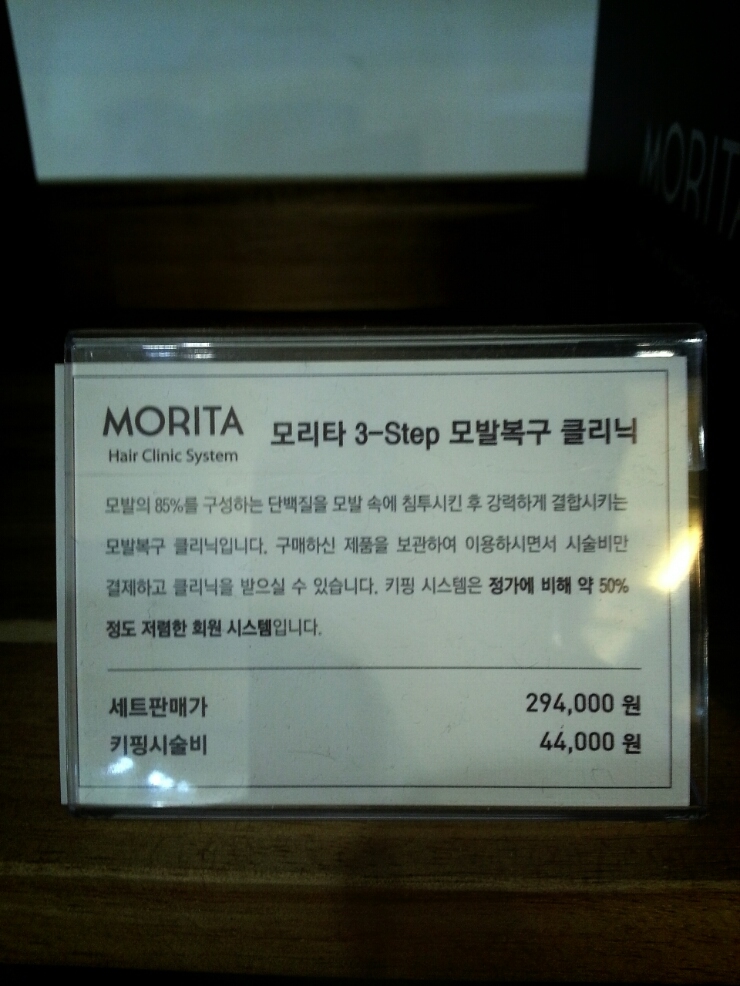 MORITA
MORITA 모리타 3-Step 모발복구 클리닉
Hair Clinic System
모발의 85%를 구성하는 단백질을 모발 속에 침투시킨 후 강력하게 결합시키는
모발복구 클리닉입니다. 구매하신 제품을 보관하여 이용하시면서 시술비만
결제하고 클리닉을 받으실 수 있습니다. 키핑 시스템은 정가에 비해 약 50%
정도 저렴한 회원 시스템입니다.
세트판매가 294,000 원
키핑시술비 44,000 원